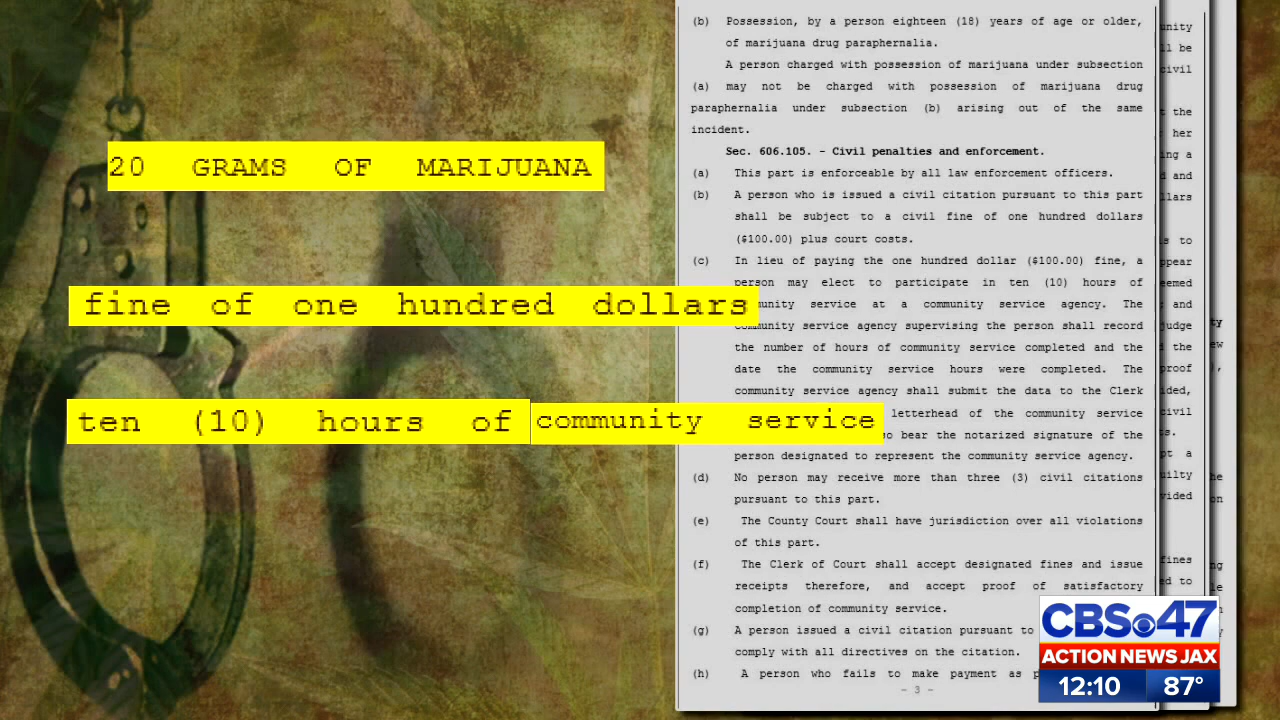 20 GRAMS OF MARIJUANA
fine of one hundred dollars
ten (10) hours of community service
(b) Possession, by a person eighteen (18) years of age or older,
of marijuana drug paraphernalia.
A person charged with possession of marijuana under subsection
(a) may not be charged with possession of marijuana drug
paraphernalia under subsection (b) arising out of the same
incident.
Sec. 606.105. - Civil penalties and enforcement.
(a) This part is enforceable by all law enforcement officers.
(b) A person who is issued a civil citation pursuant to this part
shall be subject to a civil fine of one hundred dollars
($100.00) plus court costs.
(c) In lieu of paying the one hundred dollar ($100.00) fine, a
person may elect to participate in ten (10) hours of
service at a community service agency. The
community service agency supervising the person shall record
the number of hours of community service completed and the
date the community service hours were completed. The
community service agency shall submit the data to the Clerk
letterhead of the community service
bear the notarized signature of the
person designated to represent the community service agency.
(d) No person may receive more than three (3) civil citations
pursuant to this part.
(e) The County Court shall have jurisdiction over all violations
of this part.
(f) The Clerk of Court shall accept designated fines and issue
receipts therefore, and accept proof of satisfactory
completion of community service.
(g) A person issued a civil citation pursuant to
comply with all directives on the citation.
(h) A person who fails to make payment as
- 3 -
CBS 47
ACTION NEWS JAX
12:10 87°